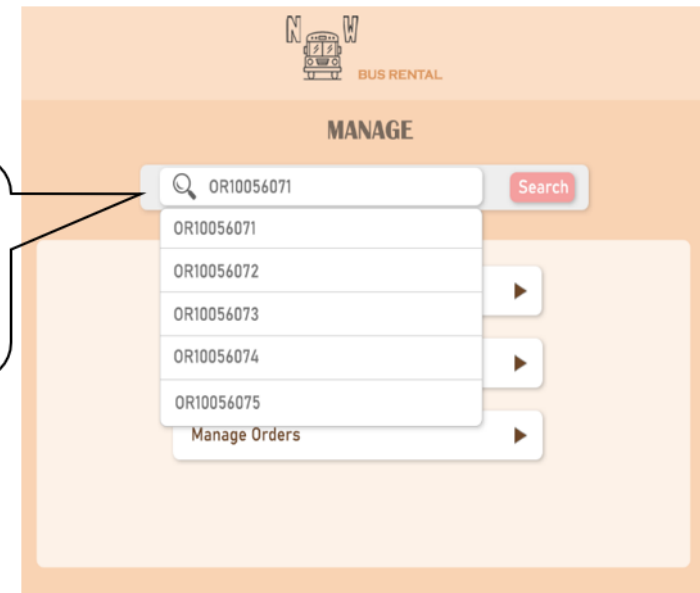 N W
BUS RENTAL
MANAGE
OR10056071
Search
OR10056071
OR10056072
OR10056073
OR10056074
OR10056075
Manage Orders